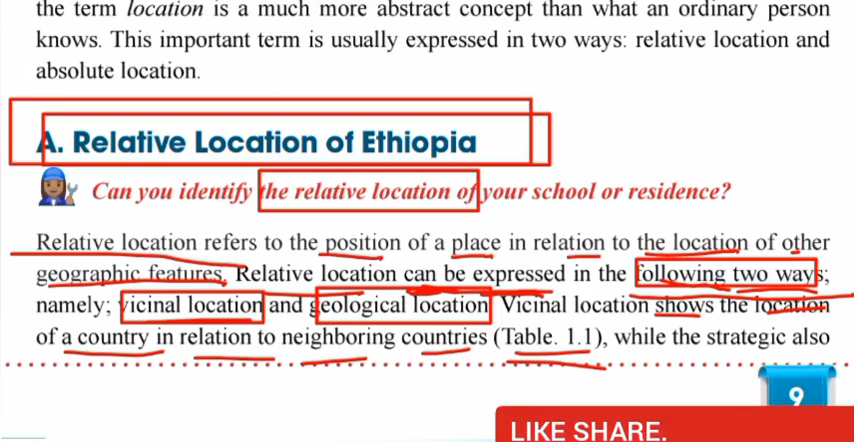 the term location is a much more abstract concept than what an ordinary person
knows. This important term is usually expressed in two ways: relative location and
absolute location.
A. Relative Location of Ethiopia
Can you identify the relative location of your school or residence?
Relative location refers to the position of a place in relation to the location of other
geographic features. Relative location can be expressed in the following two ways;
namely; vicinal location and geological location. Vicinal location shows the location
of a country in relation to neighboring countries (Table. 1.1), while the strategic also
9
LIKE SHARE.